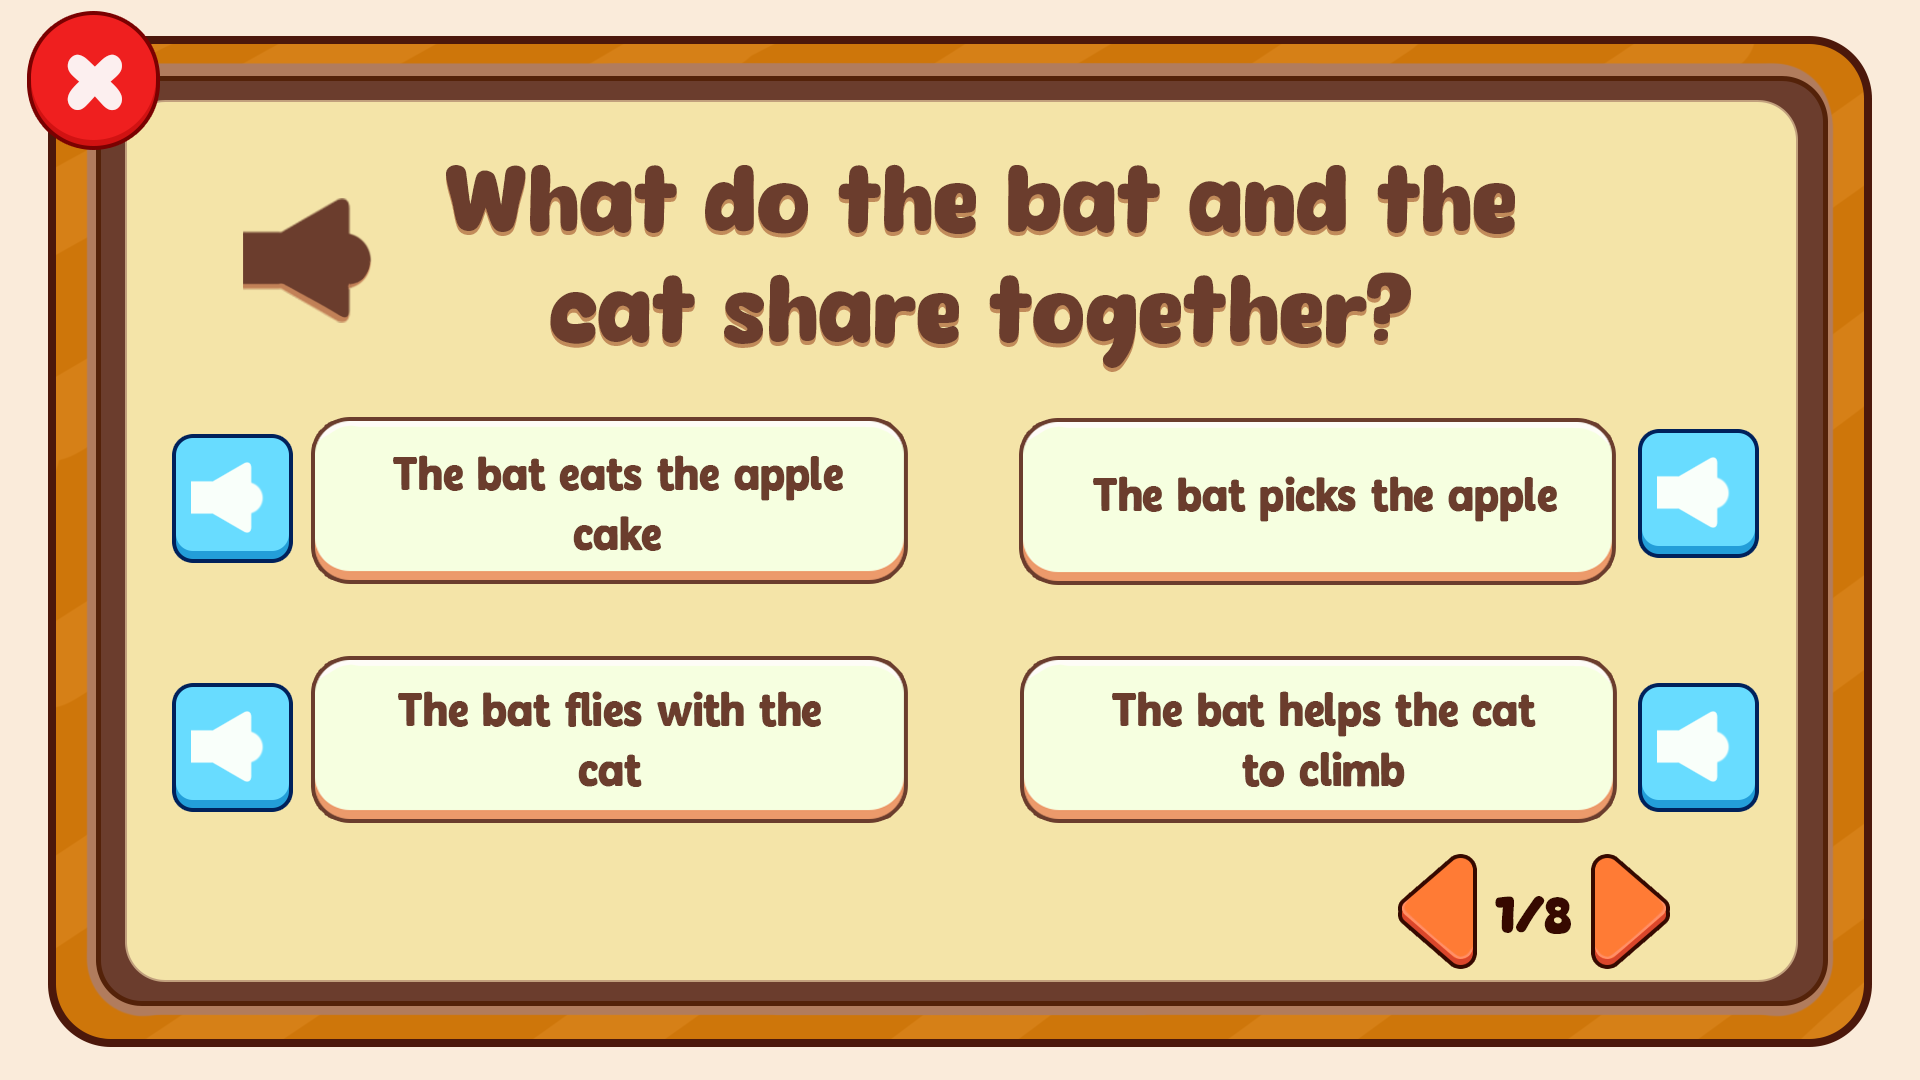 What do the bat and the
cat share together?
The bat eats the apple
cake
The bat picks the apple
The bat flies with the
cat
The bat helps the cat
to climb
1/8